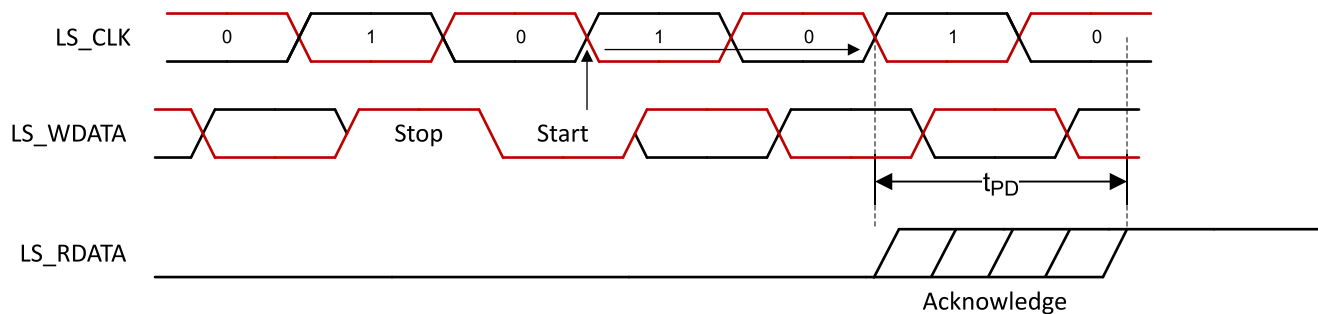 LS_CLK 0 1 0 1 0 1 0
LS_WDATA Stop Start
tPD
LS_RDATA
Acknowledge